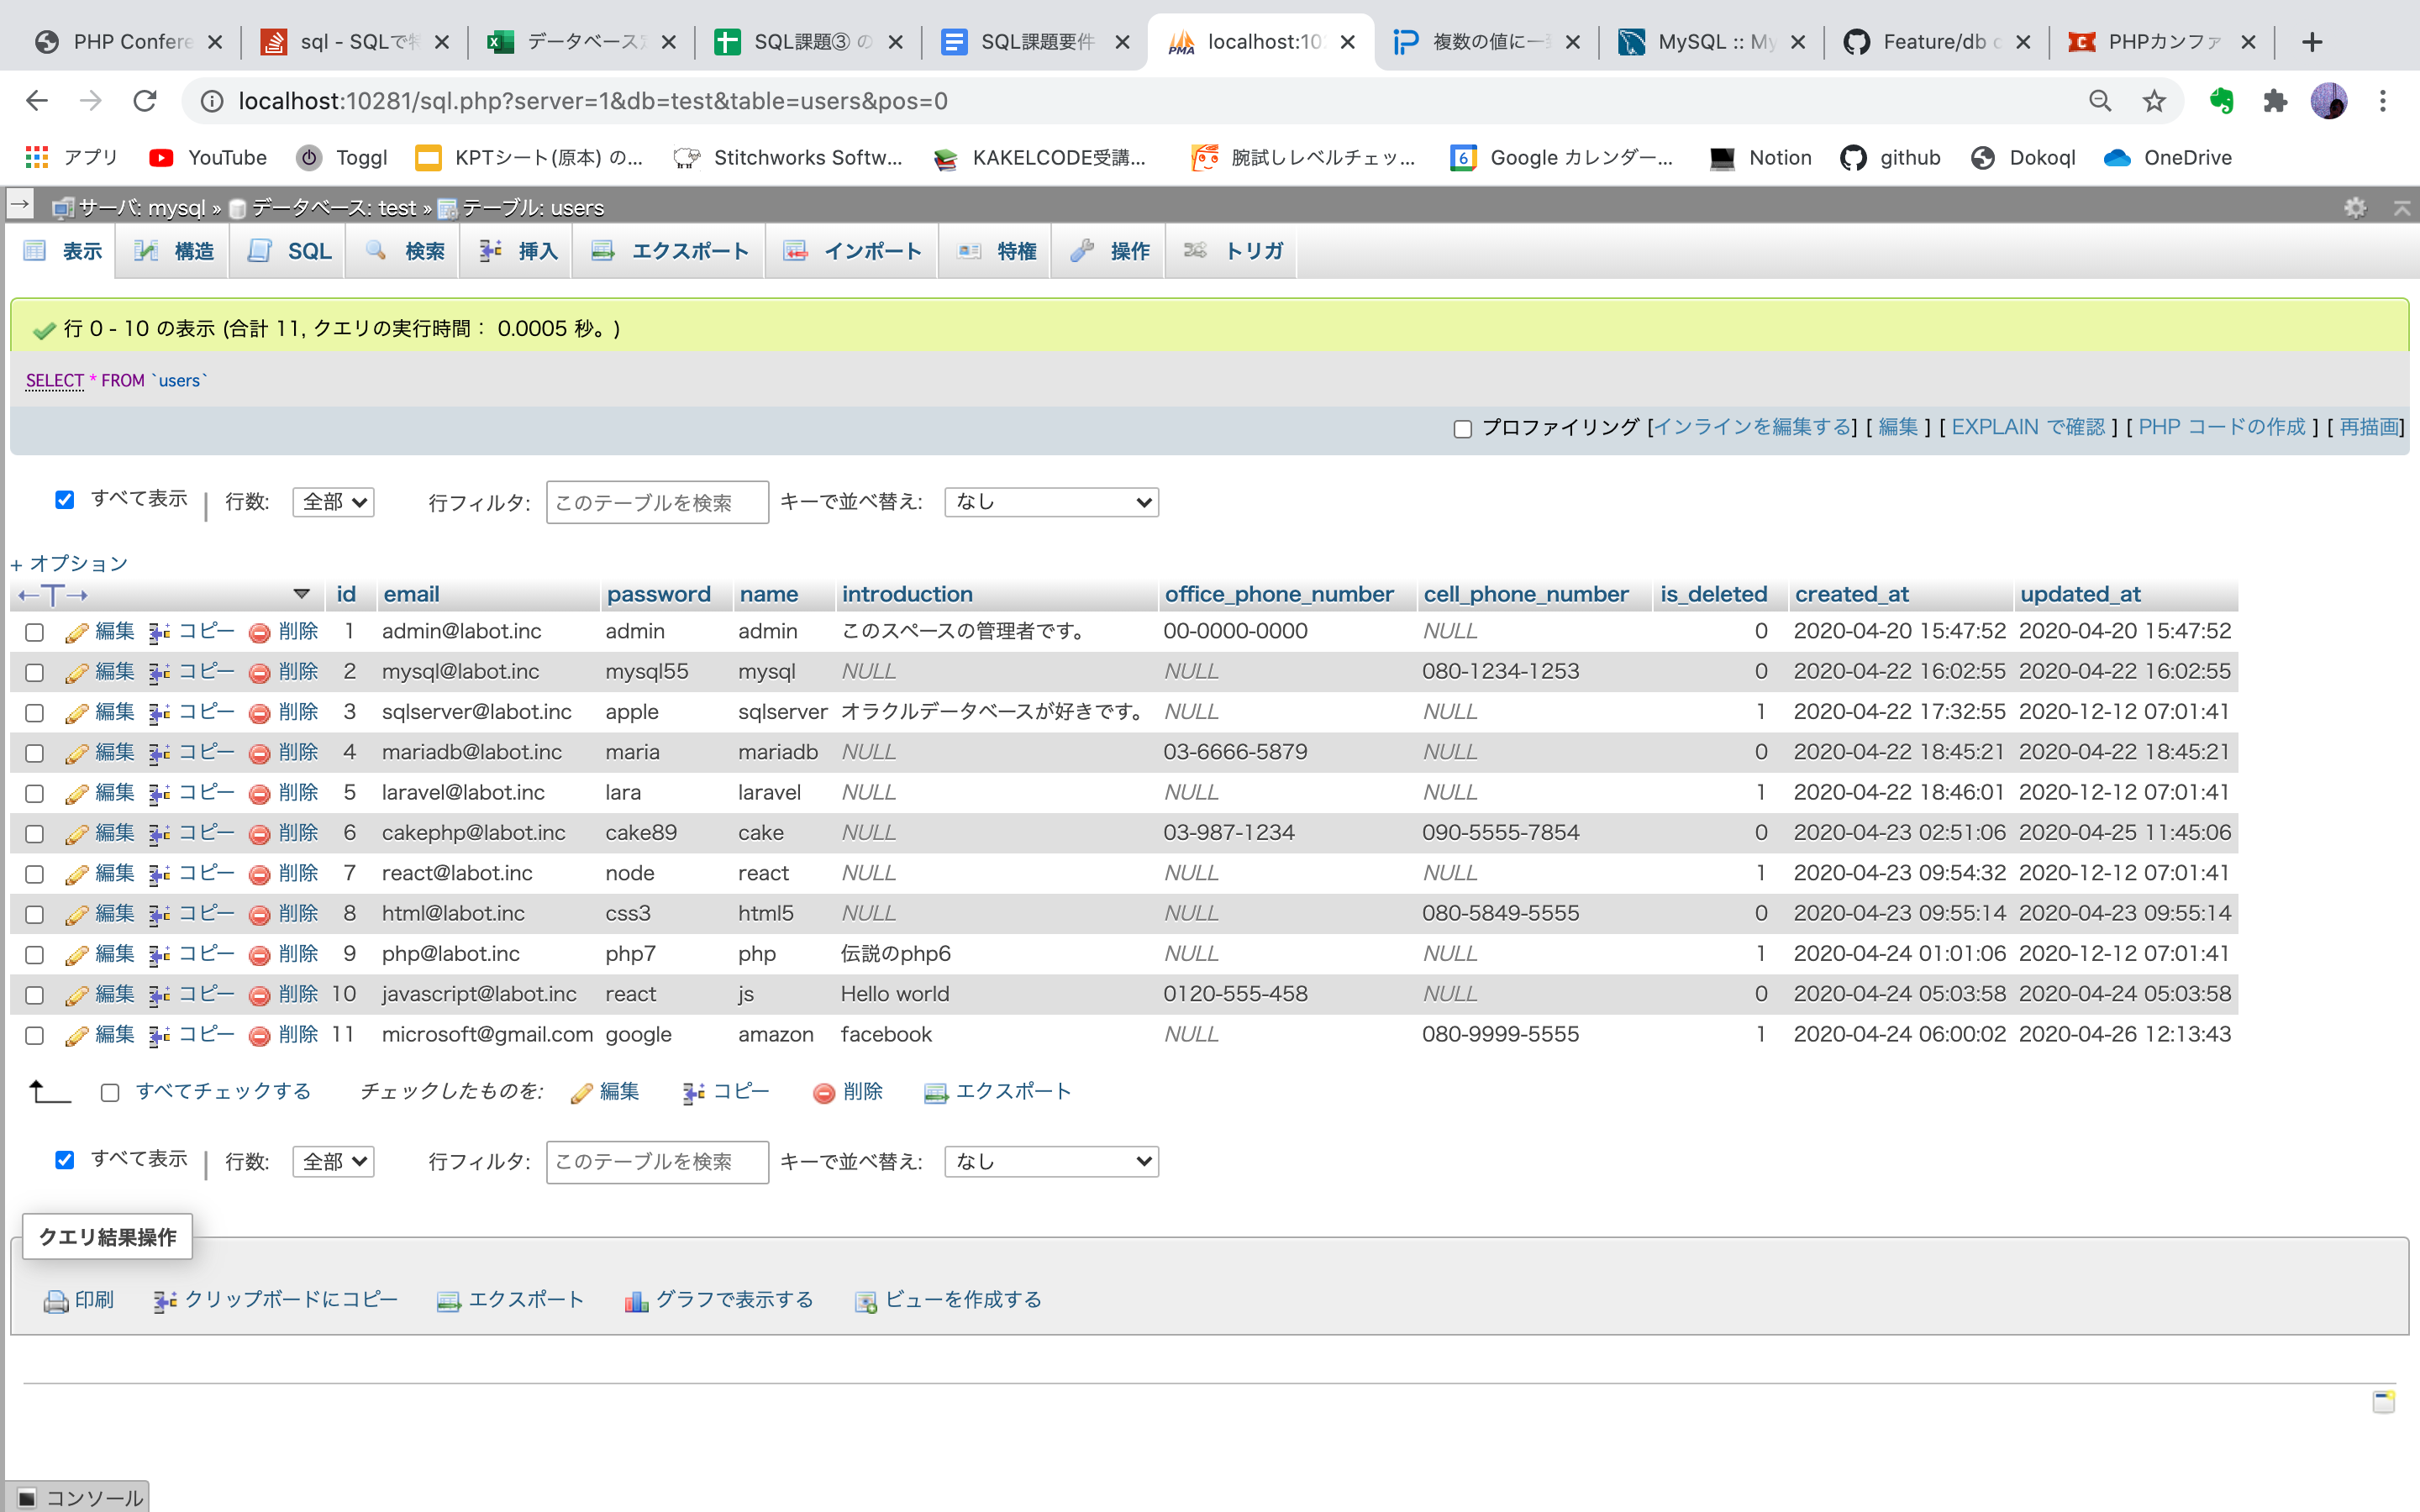 PHP Confere
sql - SQLで特
データベース定
SQL課題③ の
SQL課題要件
PMA localhost:10
複数の値に一致
MySQL :: My
Feature/db c
PHPカンファ
localhost:10281/sql.php?server=1&db=test&table=users&pos=0
アプリ YouTube Toggl KPTシート(原本) の... Stitchworks Softw... KAKELCODE受講... 腕試しレベルチェッ... 6 Google カレンダー... Notion github Dokoql OneDrive
サーバ: mysql » データベース: test » テーブル: users
表示 構造 SQL 検索 挿入 エクスポート インポート 特権 操作 トリガ
行 0 - 10 の表示 (合計 11, クエリの実行時間： 0.0005 秒。)
SELECT * FROM `users`
プロファイリング [インラインを編集する] [ 編集 ] [ EXPLAIN で確認 ] [ PHP コードの作成 ] [ 再描画]
すべて表示 | 行数: 全部 行フィルタ: このテーブルを検索 キーで並べ替え: なし
+ オプション
←T→ id email password name introduction office_phone_number cell_phone_number is_deleted created_at updated_at
編集 コピー 削除 1 admin@labot.inc admin admin このスペースの管理者です。 00-0000-0000 NULL 0 2020-04-20 15:47:52 2020-04-20 15:47:52
編集 コピー 削除 2 mysql@labot.inc mysql55 mysql NULL NULL 080-1234-1253 0 2020-04-22 16:02:55 2020-04-22 16:02:55
編集 コピー 削除 3 sqlserver@labot.inc apple sqlserver オラクルデータベースが好きです。 NULL NULL 1 2020-04-22 17:32:55 2020-12-12 07:01:41
編集 コピー 削除 4 mariadb@labot.inc maria mariadb NULL 03-6666-5879 NULL 0 2020-04-22 18:45:21 2020-04-22 18:45:21
編集 コピー 削除 5 laravel@labot.inc lara laravel NULL NULL NULL 1 2020-04-22 18:46:01 2020-12-12 07:01:41
編集 コピー 削除 6 cakephp@labot.inc cake89 cake NULL 03-987-1234 090-5555-7854 0 2020-04-23 02:51:06 2020-04-25 11:45:06
編集 コピー 削除 7 react@labot.inc node react NULL NULL NULL 1 2020-04-23 09:54:32 2020-12-12 07:01:41
編集 コピー 削除 8 html@labot.inc css3 html5 NULL NULL 080-5849-5555 0 2020-04-23 09:55:14 2020-04-23 09:55:14
編集 コピー 削除 9 php@labot.inc php7 php 伝説のphp6 NULL NULL 1 2020-04-24 01:01:06 2020-12-12 07:01:41
編集 コピー 削除 10 javascript@labot.inc react js Hello world 0120-555-458 NULL 0 2020-04-24 05:03:58 2020-04-24 05:03:58
編集 コピー 削除 11 microsoft@gmail.com google amazon facebook NULL 080-9999-5555 1 2020-04-24 06:00:02 2020-04-26 12:13:43
すべてチェックする チェックしたものを: 編集 コピー 削除 エクスポート
すべて表示 | 行数: 全部 行フィルタ: このテーブルを検索 キーで並べ替え: なし
クエリ結果操作
印刷 クリップボードにコピー エクスポート グラフで表示する ビューを作成する
コンソール